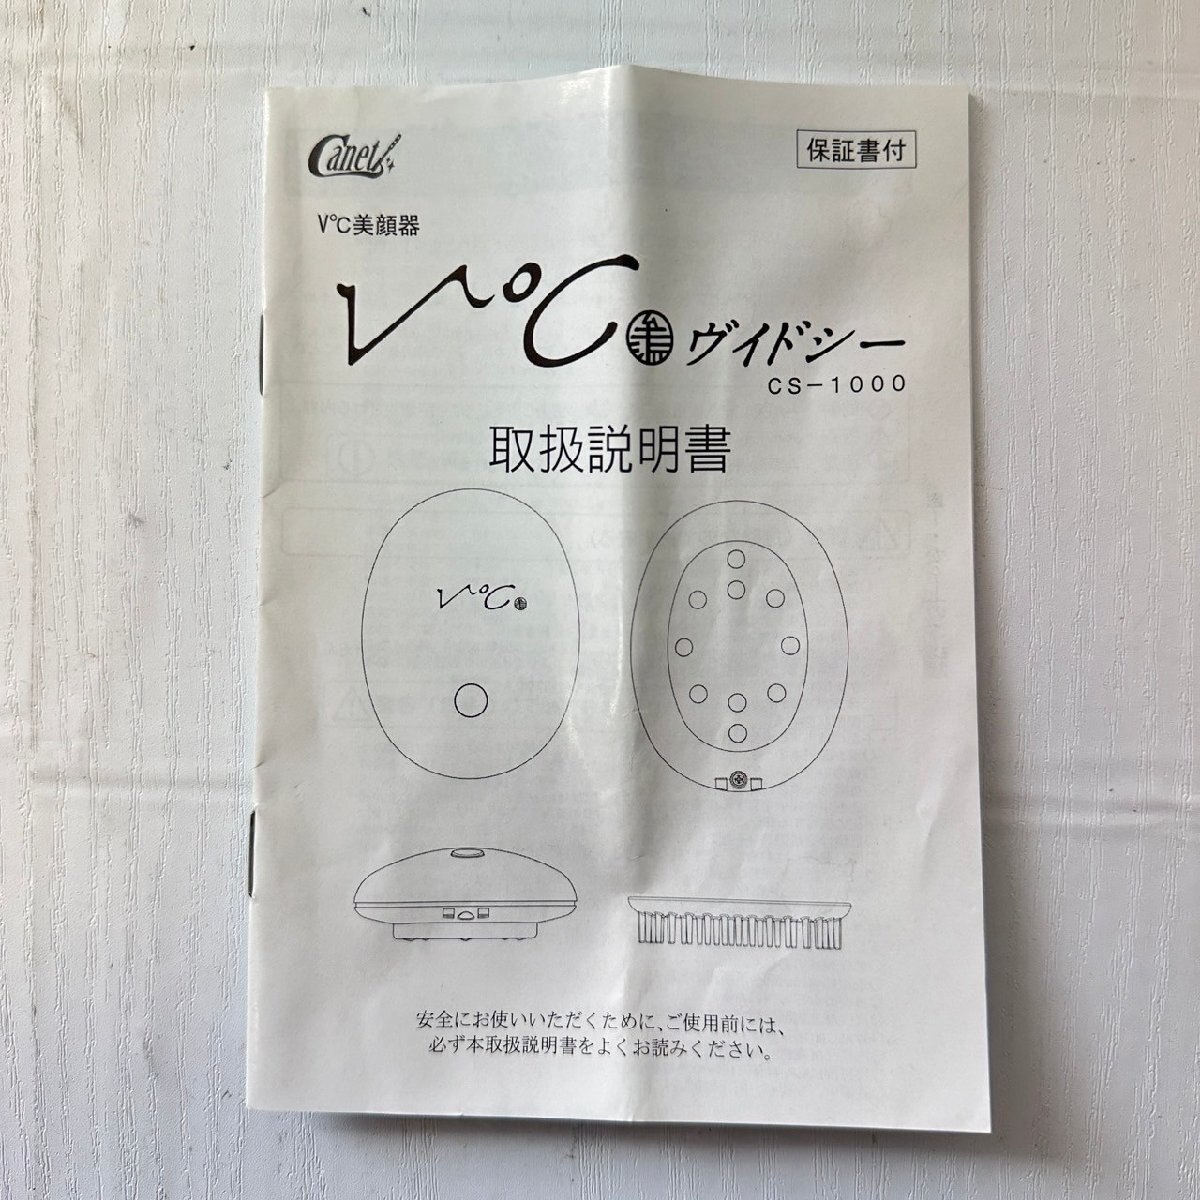 Canet
保証書付
V℃美顔器
V℃ ヴイドシー
CS-1000
取扱説明書
V℃
安全にお使いいただくために、ご使用前には、
必ず本取扱説明書をよくお読みください。